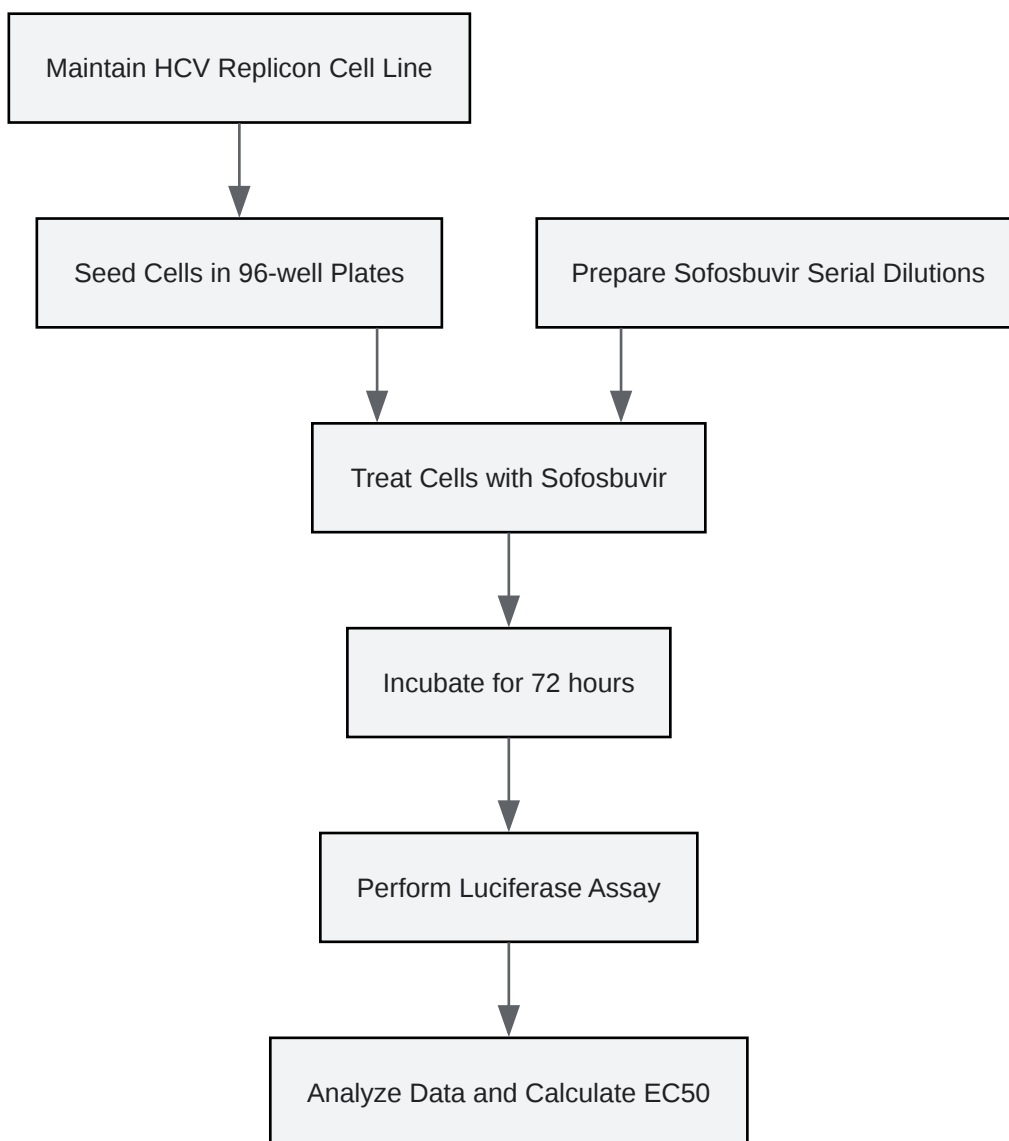 Maintain HCV Replicon Cell Line
Seed Cells in 96-well Plates
Prepare Sofosbuvir Serial Dilutions
Treat Cells with Sofosbuvir
Incubate for 72 hours
Perform Luciferase Assay
Analyze Data and Calculate EC50